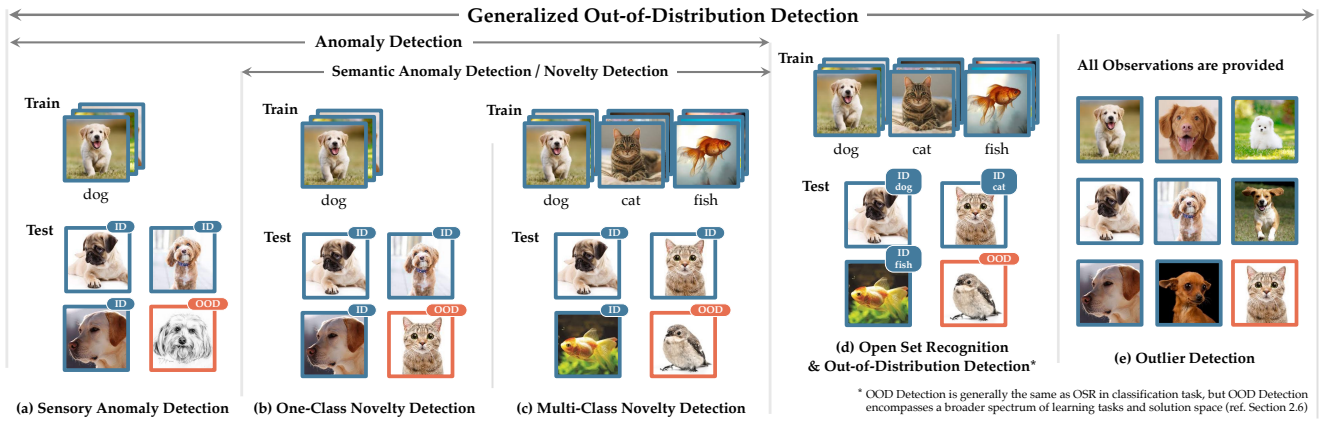 Generalized Out-of-Distribution Detection
Anomaly Detection
Semantic Anomaly Detection / Novelty Detection
Train
dog
Test
ID
ID
ID
OOD
(a) Sensory Anomaly Detection
Train
dog
Test
ID
ID
ID
OOD
(b) One-Class Novelty Detection
Train
dog
cat
fish
Test
ID
ID
ID
OOD
(c) Multi-Class Novelty Detection
Train
dog
cat
fish
Test
ID
dog
ID
cat
ID
fish
OOD
(d) Open Set Recognition
& Out-of-Distribution Detection*
All Observations are provided
(e) Outlier Detection
* OOD Detection is generally the same as OSR in classification task, but OOD Detection
encompasses a broader spectrum of learning tasks and solution space (ref. Section 2.6)